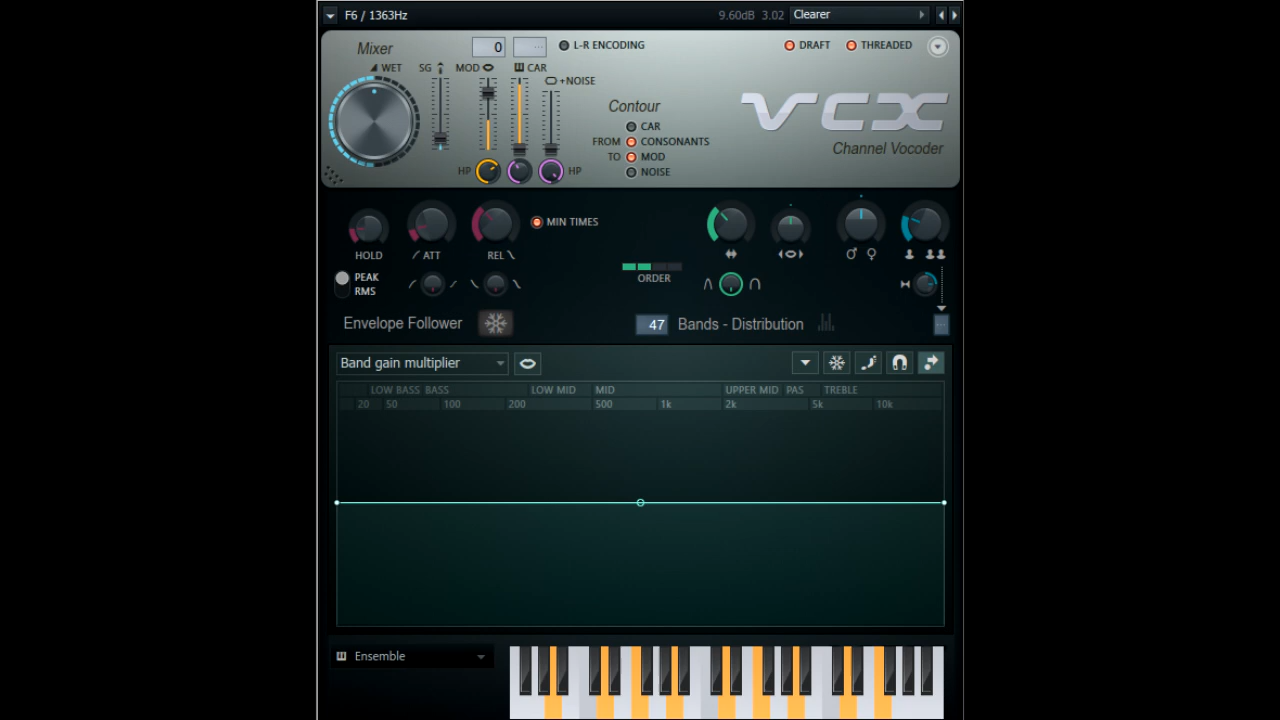 F6 / 1363Hz 9.60dB 3.02 Clearer
Mixer 0 ... L-R ENCODING DRAFT THREADED
WET SG MOD CAR
+NOISE
Contour
VCX
CAR
FROM CONSONANTS
Channel Vocoder
TO MOD
HP HP NOISE
MIN TIMES
HOLD ATT REL
PEAK
RMS
ORDER
Envelope Follower 47 Bands - Distribution
Band gain multiplier
LOW BASS BASS LOW MID MID UPPER MID PAS TREBLE
20 50 100 200 500 1k 2k 5k 10k
Ensemble